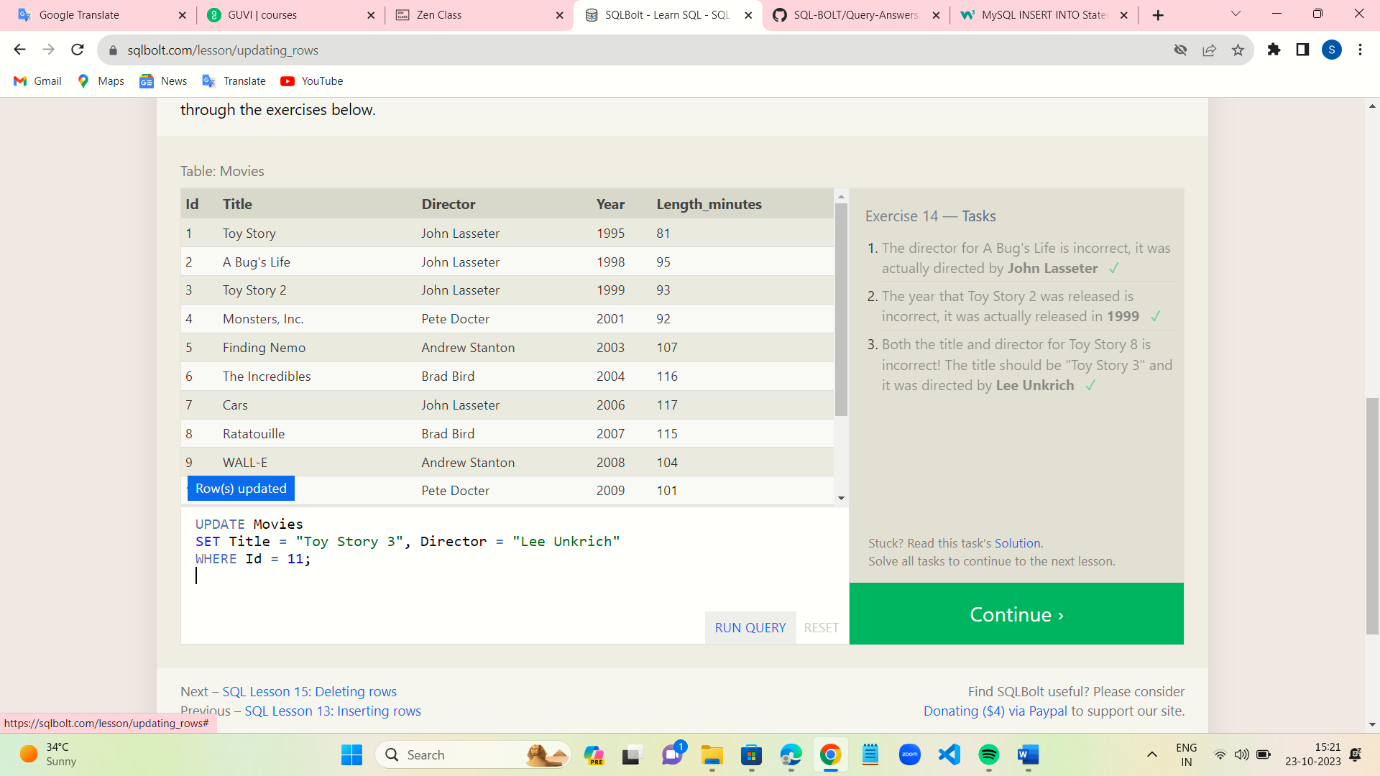 Google Translate
GUVI | courses
Zen Class
SQLBolt - Learn SQL - SQL
SQL-BOLT/Query-Answers.
MySQL INSERT INTO State
sqlbolt.com/lesson/updating_rows
S
Gmail
Maps
News
Translate
YouTube
through the exercises below.
Table: Movies
Id Title Director Year Length_minutes
1 Toy Story John Lasseter 1995 81
2 A Bug's Life John Lasseter 1998 95
3 Toy Story 2 John Lasseter 1999 93
4 Monsters, Inc. Pete Docter 2001 92
5 Finding Nemo Andrew Stanton 2003 107
6 The Incredibles Brad Bird 2004 116
7 Cars John Lasseter 2006 117
8 Ratatouille Brad Bird 2007 115
9 WALL-E Andrew Stanton 2008 104
Pete Docter 2009 101
Row(s) updated
UPDATE Movies
SET Title = "Toy Story 3", Director = "Lee Unkrich"
WHERE Id = 11;
RUN QUERY RESET
Exercise 14 — Tasks
1. The director for A Bug's Life is incorrect, it was
actually directed by John Lasseter ✓
2. The year that Toy Story 2 was released is
incorrect, it was actually released in 1999 ✓
3. Both the title and director for Toy Story 8 is
incorrect! The title should be "Toy Story 3" and
it was directed by Lee Unkrich ✓
Stuck? Read this task's Solution.
Solve all tasks to continue to the next lesson.
Continue ›
Next – SQL Lesson 15: Deleting rows
Previous – SQL Lesson 13: Inserting rows
Find SQLBolt useful? Please consider
Donating ($4) via Paypal to support our site.
https://sqlbolt.com/lesson/updating_rows#
34°C
Sunny
Search
PRE
1
zoom
ENG
IN
15:21
23-10-2023